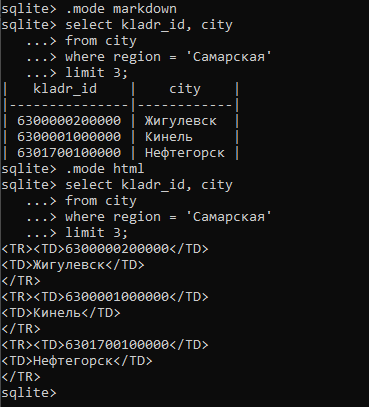 sqlite> .mode markdown
sqlite> select kladr_id, city
   ...> from city
   ...> where region = 'Самарская'
   ...> limit 3;
|   kladr_id    |    city    |
|---------------|------------|
| 6300000200000 | Жигулевск  |
| 6300001000000 | Кинель     |
| 6301700100000 | Нефтегорск |
sqlite> .mode html
sqlite> select kladr_id, city
   ...> from city
   ...> where region = 'Самарская'
   ...> limit 3;
<TR><TD>6300000200000</TD>
<TD>Жигулевск</TD>
</TR>
<TR><TD>6300001000000</TD>
<TD>Кинель</TD>
</TR>
<TR><TD>6301700100000</TD>
<TD>Нефтегорск</TD>
</TR>
sqlite>